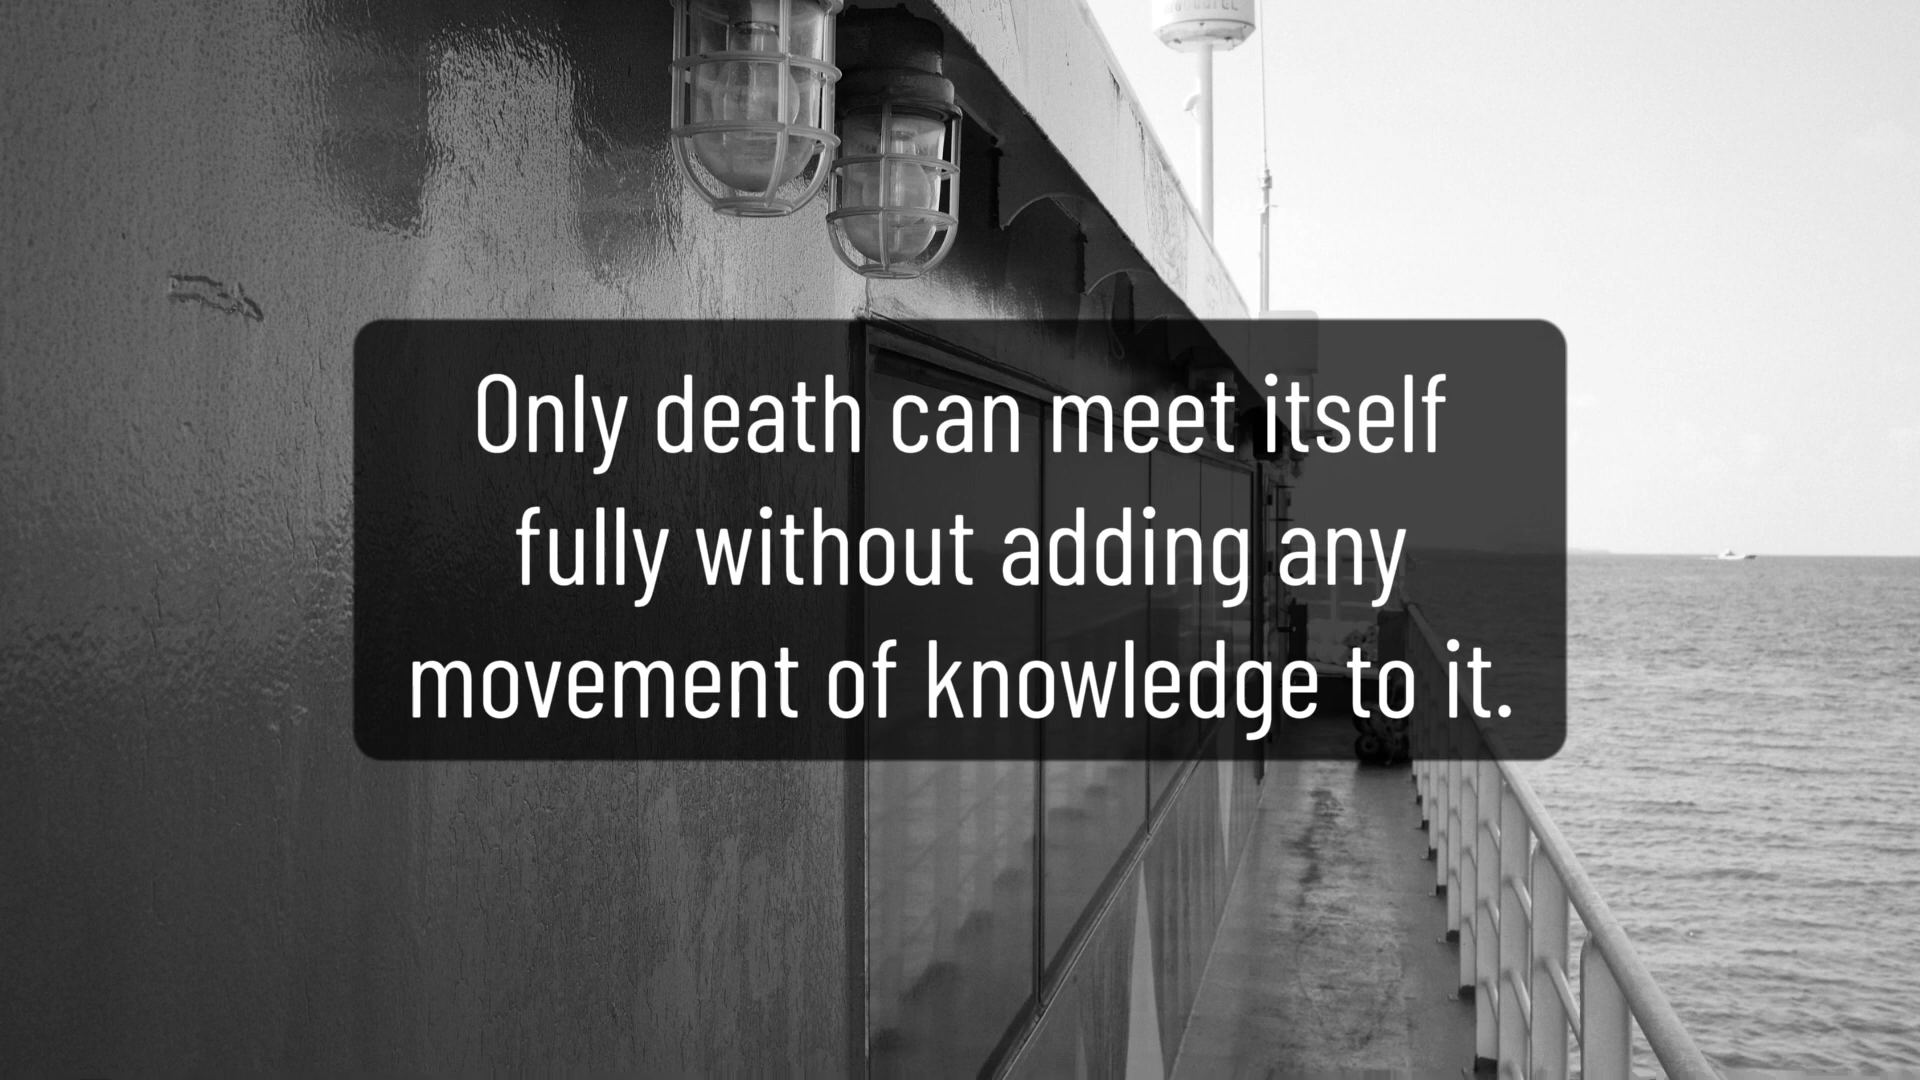 Only death can meet itself
fully without adding any
movement of knowledge to it.